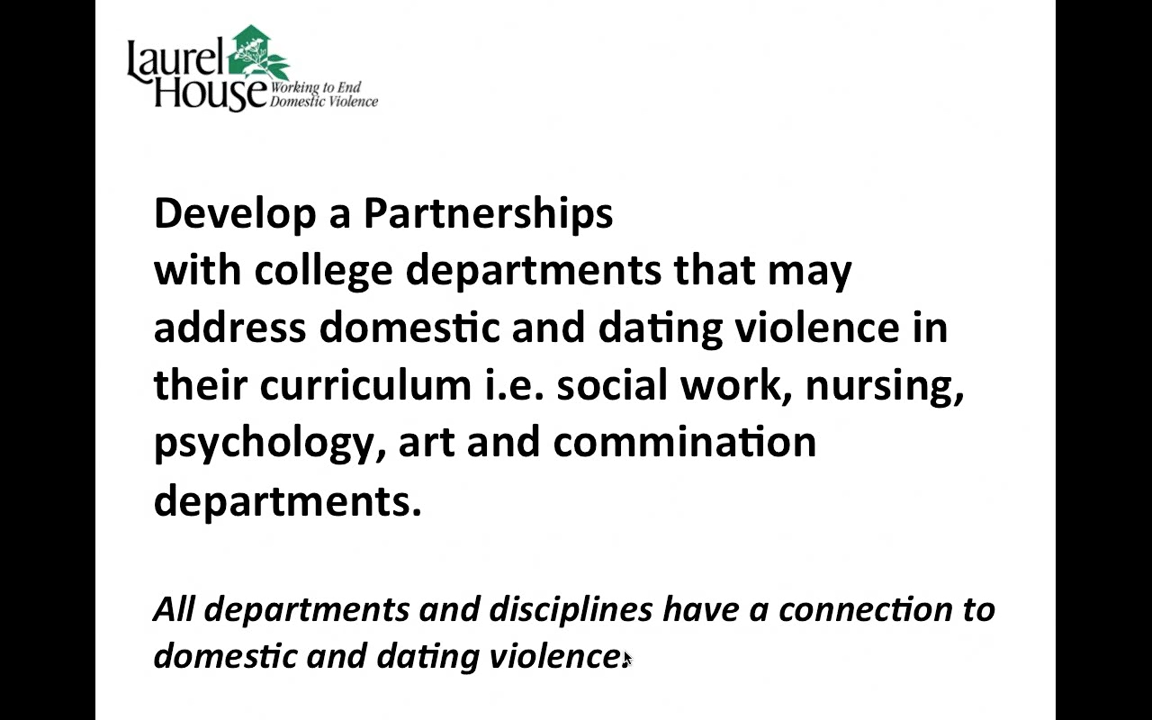 Laurel
House
Working to End
Domestic Violence
Develop a Partnerships
with college departments that may
address domestic and dating violence in
their curriculum i.e. social work, nursing,
psychology, art and commination
departments.
All departments and disciplines have a connection to
domestic and dating violence.